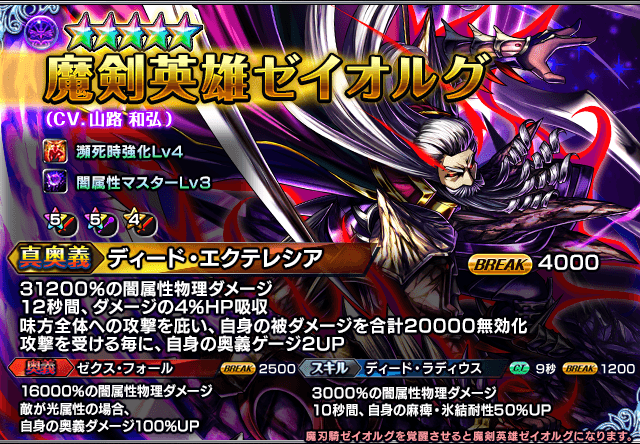 魔剣英雄ゼイオルグ
(CV.山路 和弘)
瀕死時強化Lv4
闇属性マスターLv3
5 5 4
真奥義 ディード・エクテレシア BREAK 4000
31200%の闇属性物理ダメージ
12秒間、ダメージの4%HP吸収
味方全体への攻撃を庇い、自身の被ダメージを合計20000無効化
攻撃を受ける毎に、自身の奥義ゲージ2UP
奥義 ゼクス・フォール BREAK 2500
16000%の闇属性物理ダメージ
敵が光属性の場合、
自身の奥義ダメージ100%UP
スキル ディード・ラディウス CT 9秒 BREAK 1200
3000%の闇属性物理ダメージ
10秒間、自身の麻痺・氷結耐性50%UP
魔刃騎ゼイオルグを覚醒させると魔剣英雄ゼイオルグになります